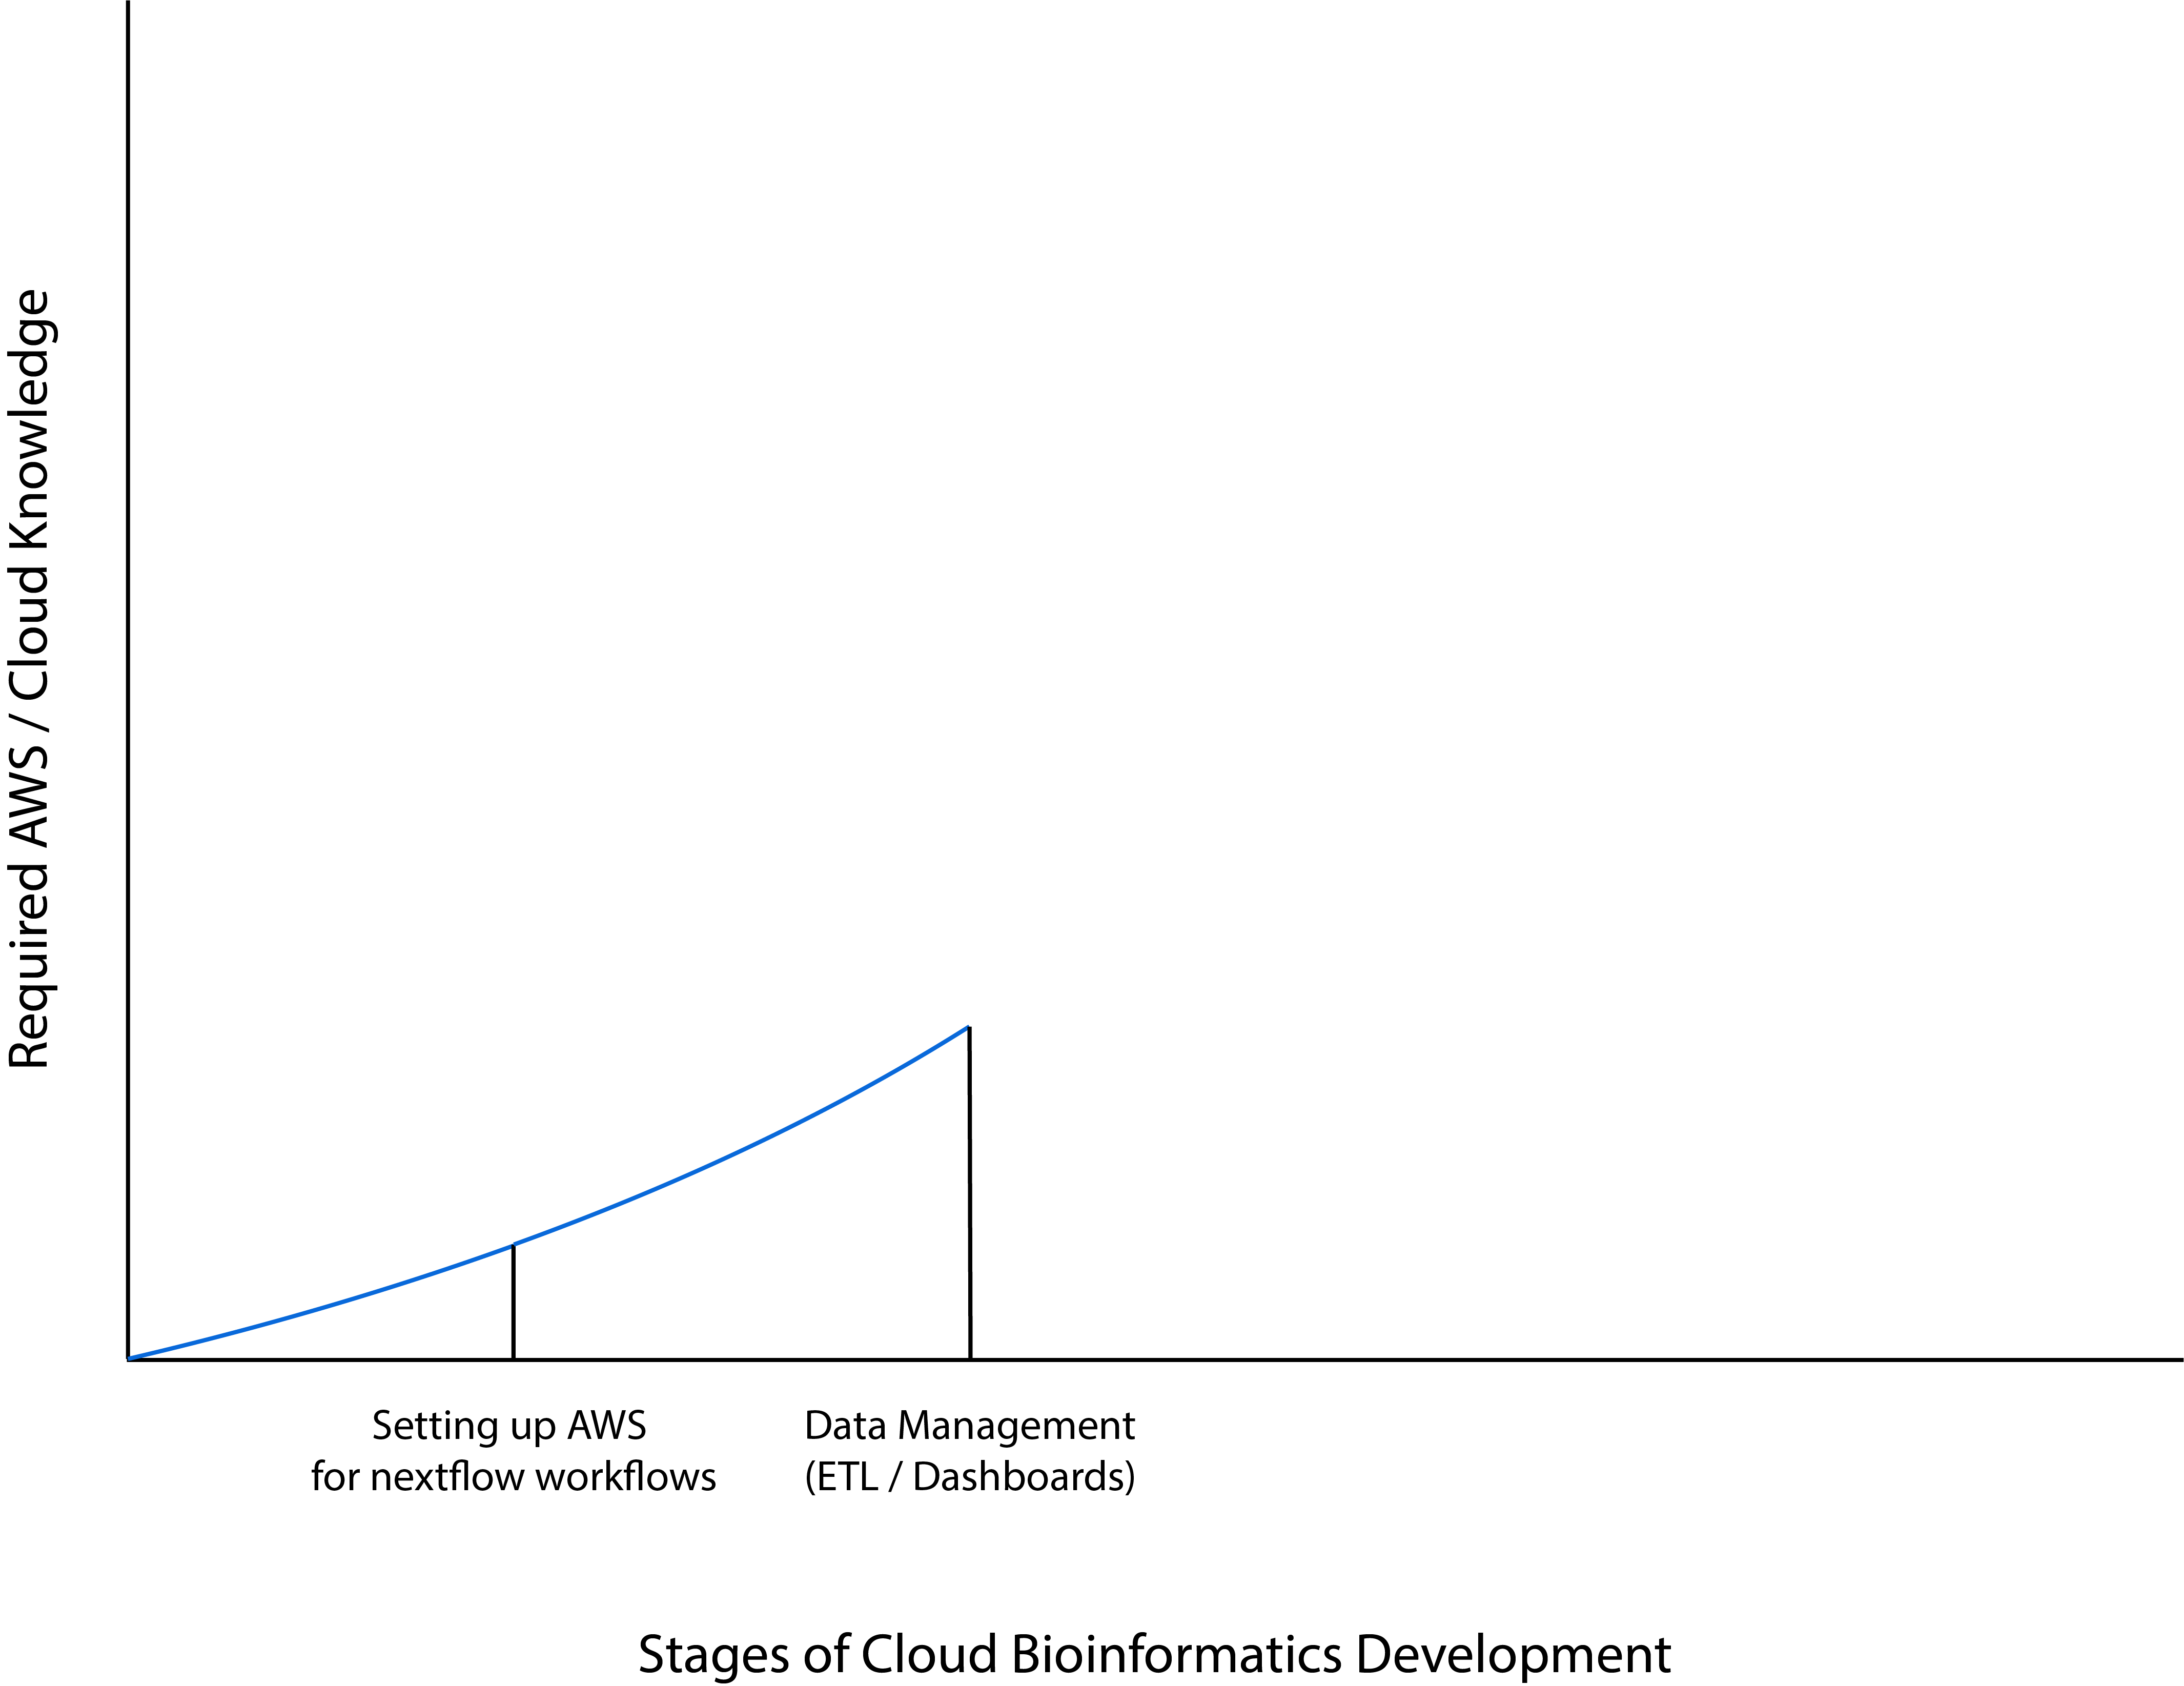 Required AWS / Cloud Knowledge
Setting up AWS
for nextflow workflows
Data Management
(ETL / Dashboards)
Stages of Cloud Bioinformatics Development